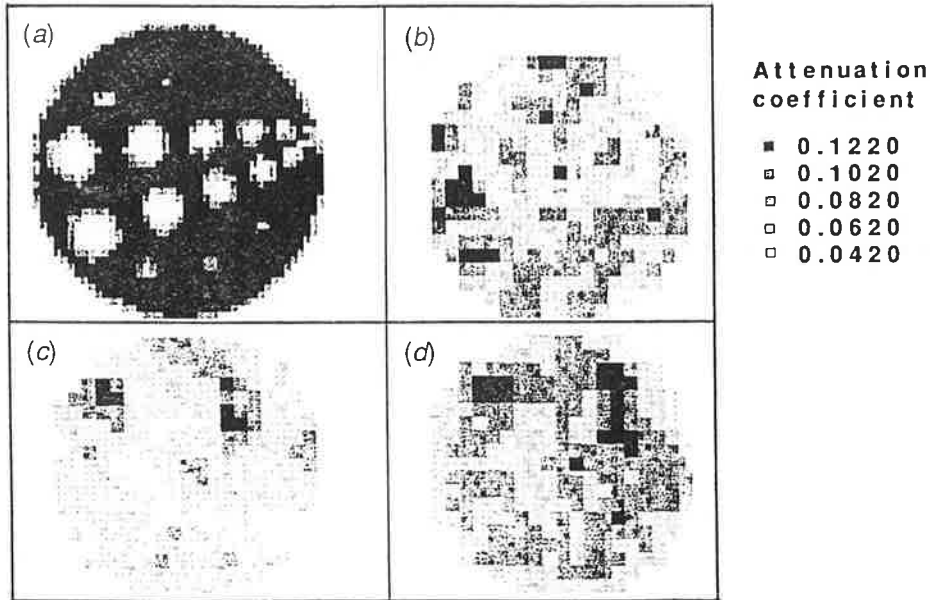 (a)
(b)
Attenuation
coefficient
0.1220
0.1020
0.0820
0.0620
0.0420
(c)
(d)